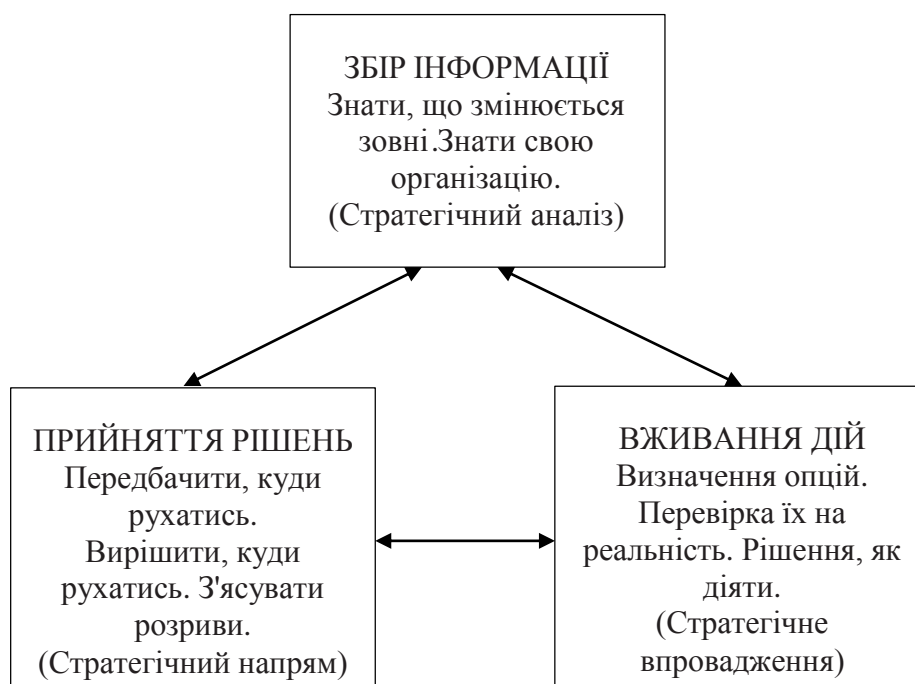 ЗБІР ІНФОРМАЦІЇ
Знати, що змінюється
зовні.Знати свою
організацію.
(Стратегічний аналіз)
ПРИЙНЯТТЯ РІШЕНЬ
Передбачити, куди
рухатись.
Вирішити, куди
рухатись. З'ясувати
розриви.
(Стратегічний напрям)
ВЖИВАННЯ ДІЙ
Визначення опцій.
Перевірка їх на
реальність. Рішення, як
діяти.
(Стратегічне
впровадження)